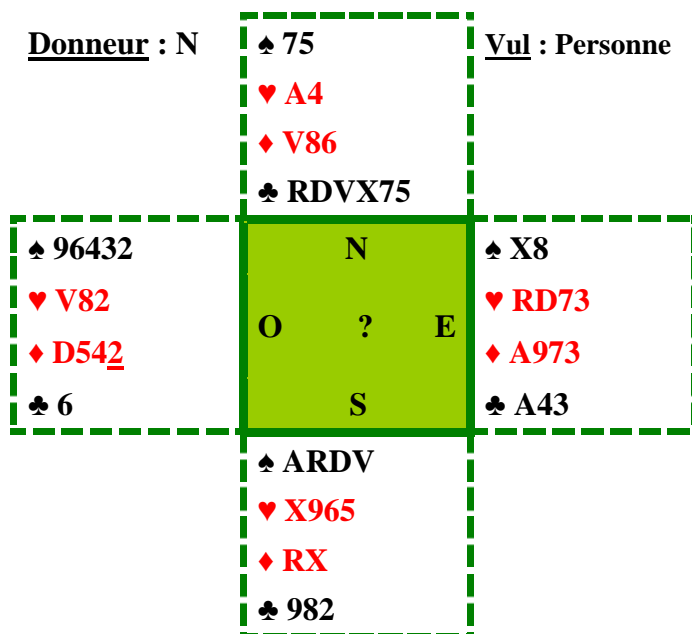 Donneur : N
♠ 75
Vul : Personne
♥ A4
♦ V86
♣ RDVX75
♠ 96432
♥ V82
♦ D542
♣ 6
N
O ? E
S
♠ X8
♥ RD73
♦ A973
♣ A43
♠ ARDV
♥ X965
♦ RX
♣ 982